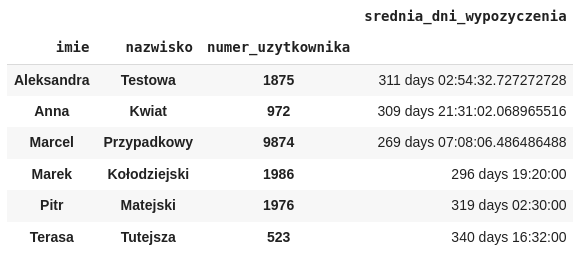 srednia_dni_wypozyczenia
imie nazwisko numer_uzytkownika
Aleksandra Testowa 1875 311 days 02:54:32.727272728
Anna Kwiat 972 309 days 21:31:02.068965516
Marcel Przypadkowy 9874 269 days 07:08:06.486486488
Marek Kołodziejski 1986 296 days 19:20:00
Pitr Matejski 1976 319 days 02:30:00
Terasa Tutejsza 523 340 days 16:32:00